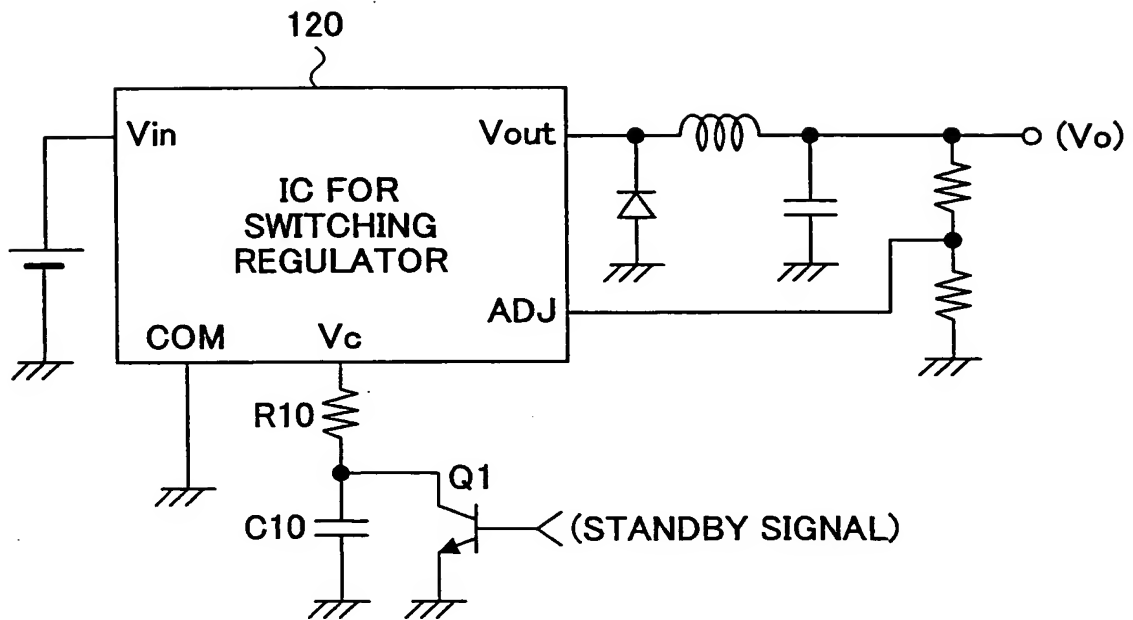 120
Vin
Vout
(Vo)
IC FOR
SWITCHING
REGULATOR
ADJ
COM
Vc
R10
Q1
C10
(STANDBY SIGNAL)